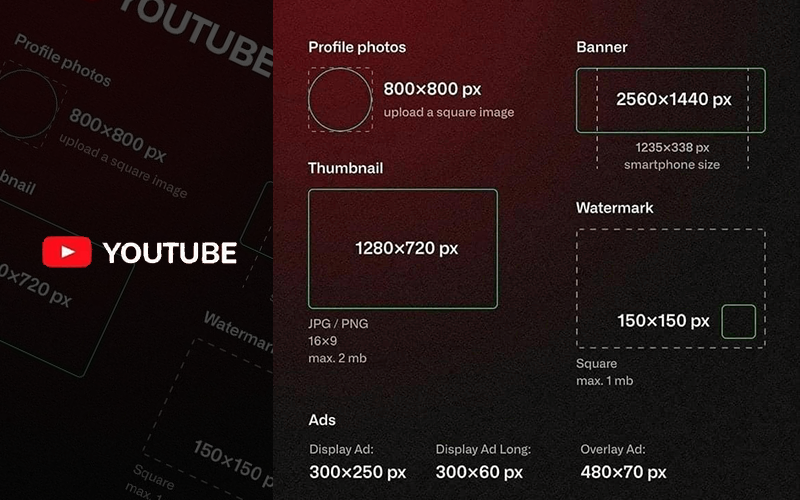 YOUTUBE
Profile photos
800×800 px
upload a square image
bnail
0×720 px
Watermar
150×150 px
Square
max. 1
YOUTUBE
Profile photos
800×800 px
upload a square image
Thumbnail
1280×720 px
JPG / PNG
16×9
max. 2 mb
Banner
2560×1440 px
1235×338 px
smartphone size
Watermark
150×150 px
Square
max. 1 mb
Ads
Display Ad:
300×250 px
Display Ad Long:
300×60 px
Overlay Ad:
480×70 px